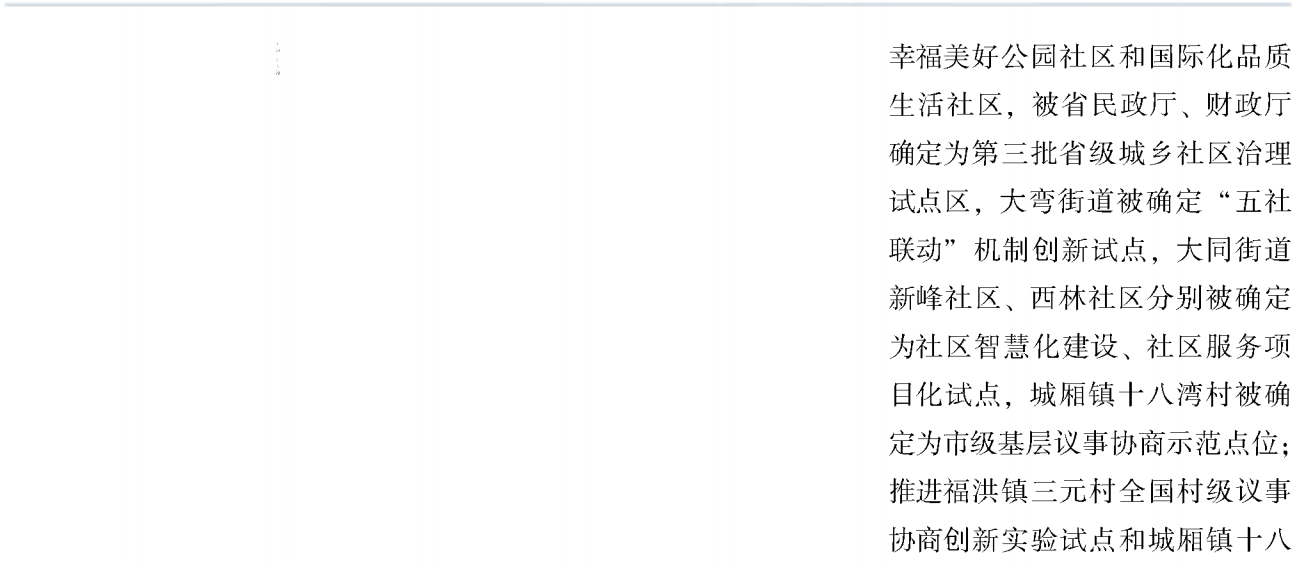 幸福美好公园社区和国际化品质
生活社区，被省民政厅、财政厅
确定为第三批省级城乡社区治理
试点区，大弯街道被确定“五社
联动”机制创新试点，大同街道
新峰社区、西林社区分别被确定
为社区智慧化建设、社区服务项
目化试点，城厢镇十八湾村被确
定为市级基层议事协商示范点位；
推进福洪镇三元村全国村级议事
协商创新实验试点和城厢镇十八